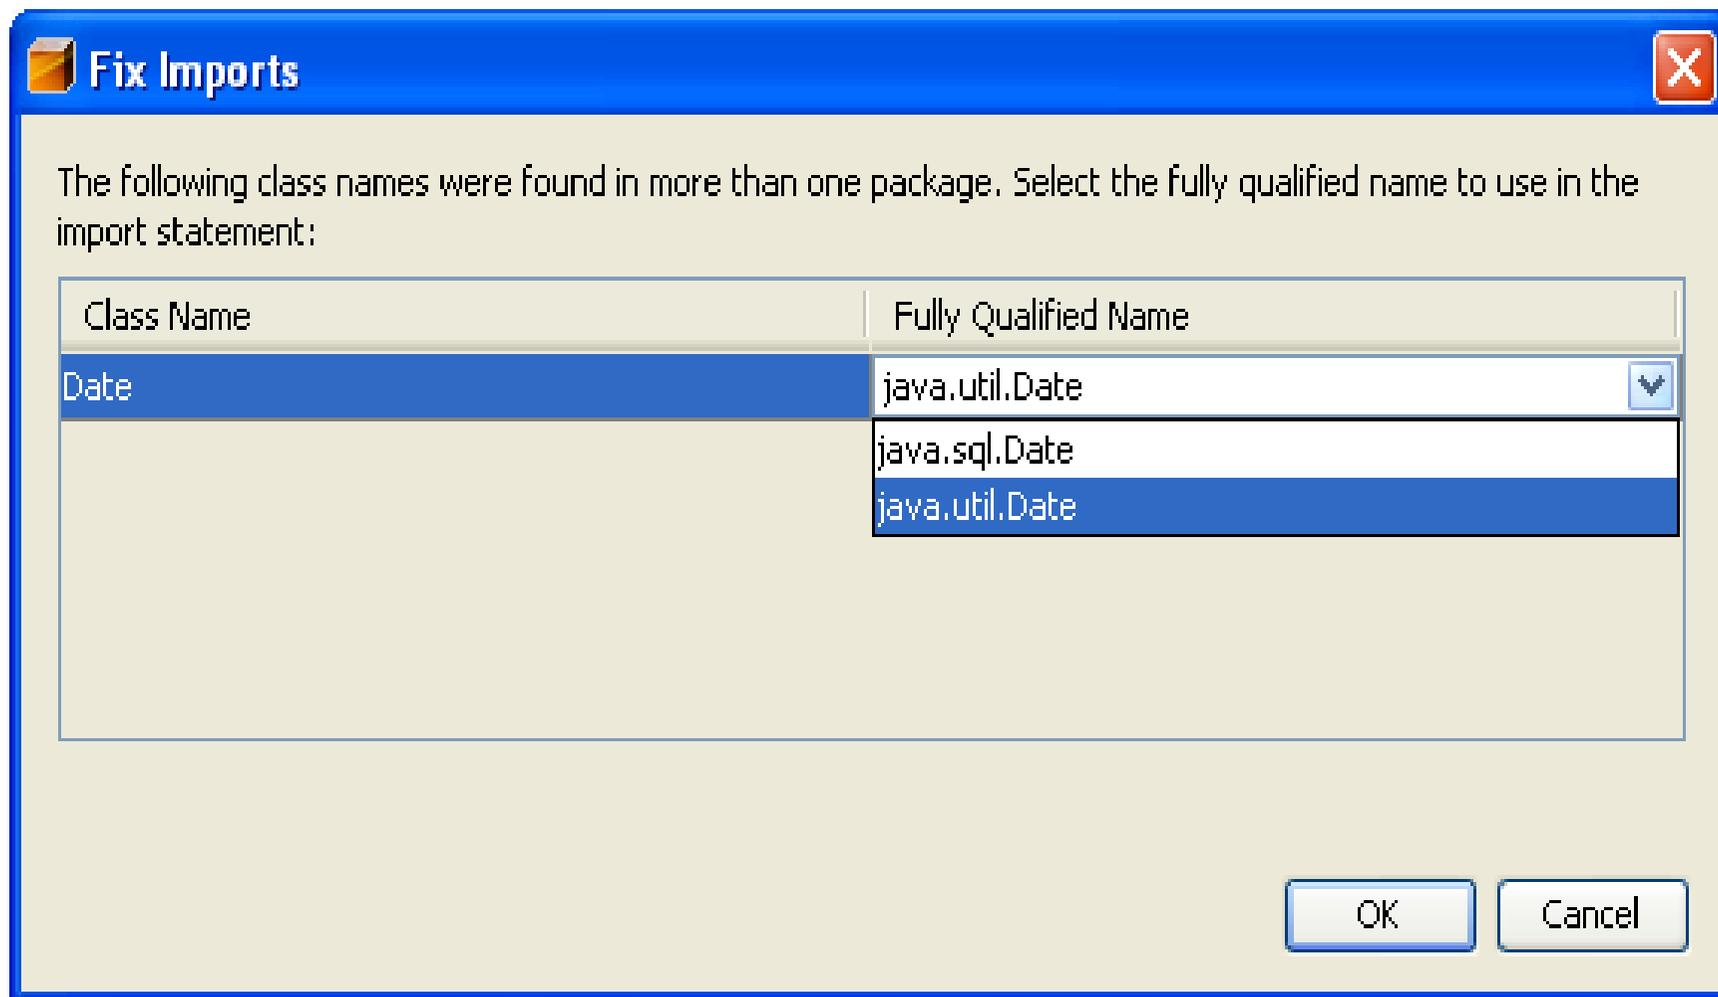 Fix Imports
The following class names were found in more than one package. Select the fully qualified name to use in the
import statement:
Class Name Fully Qualified Name
Date java.util.Date
java.sql.Date
java.util.Date
OK Cancel